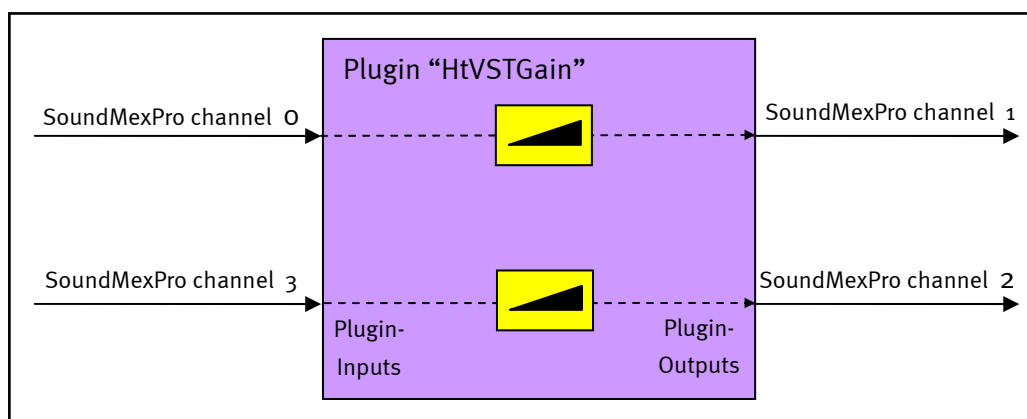 Plugin “HtVSTGain”
SoundMexPro channel 0
SoundMexPro channel 1
SoundMexPro channel 3
SoundMexPro channel 2
Plugin-
Inputs
Plugin-
Outputs